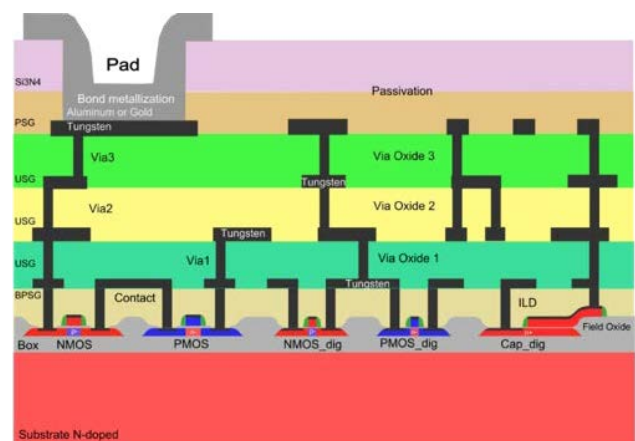 Pad
Si3N4
Bond metallization
Passivation
Aluminum or Gold
PSG
Tungsten
Via3
Via Oxide 3
USG
Tungsten
Via2
Via Oxide 2
USG
Tungsten
Via1
Via Oxide 1
USG
Tungsten
BPSG
Contact
ILD
Field Oxide
Box
NMOS
PMOS
NMOS_dig
PMOS_dig
Cap_dig
Substrate N-doped